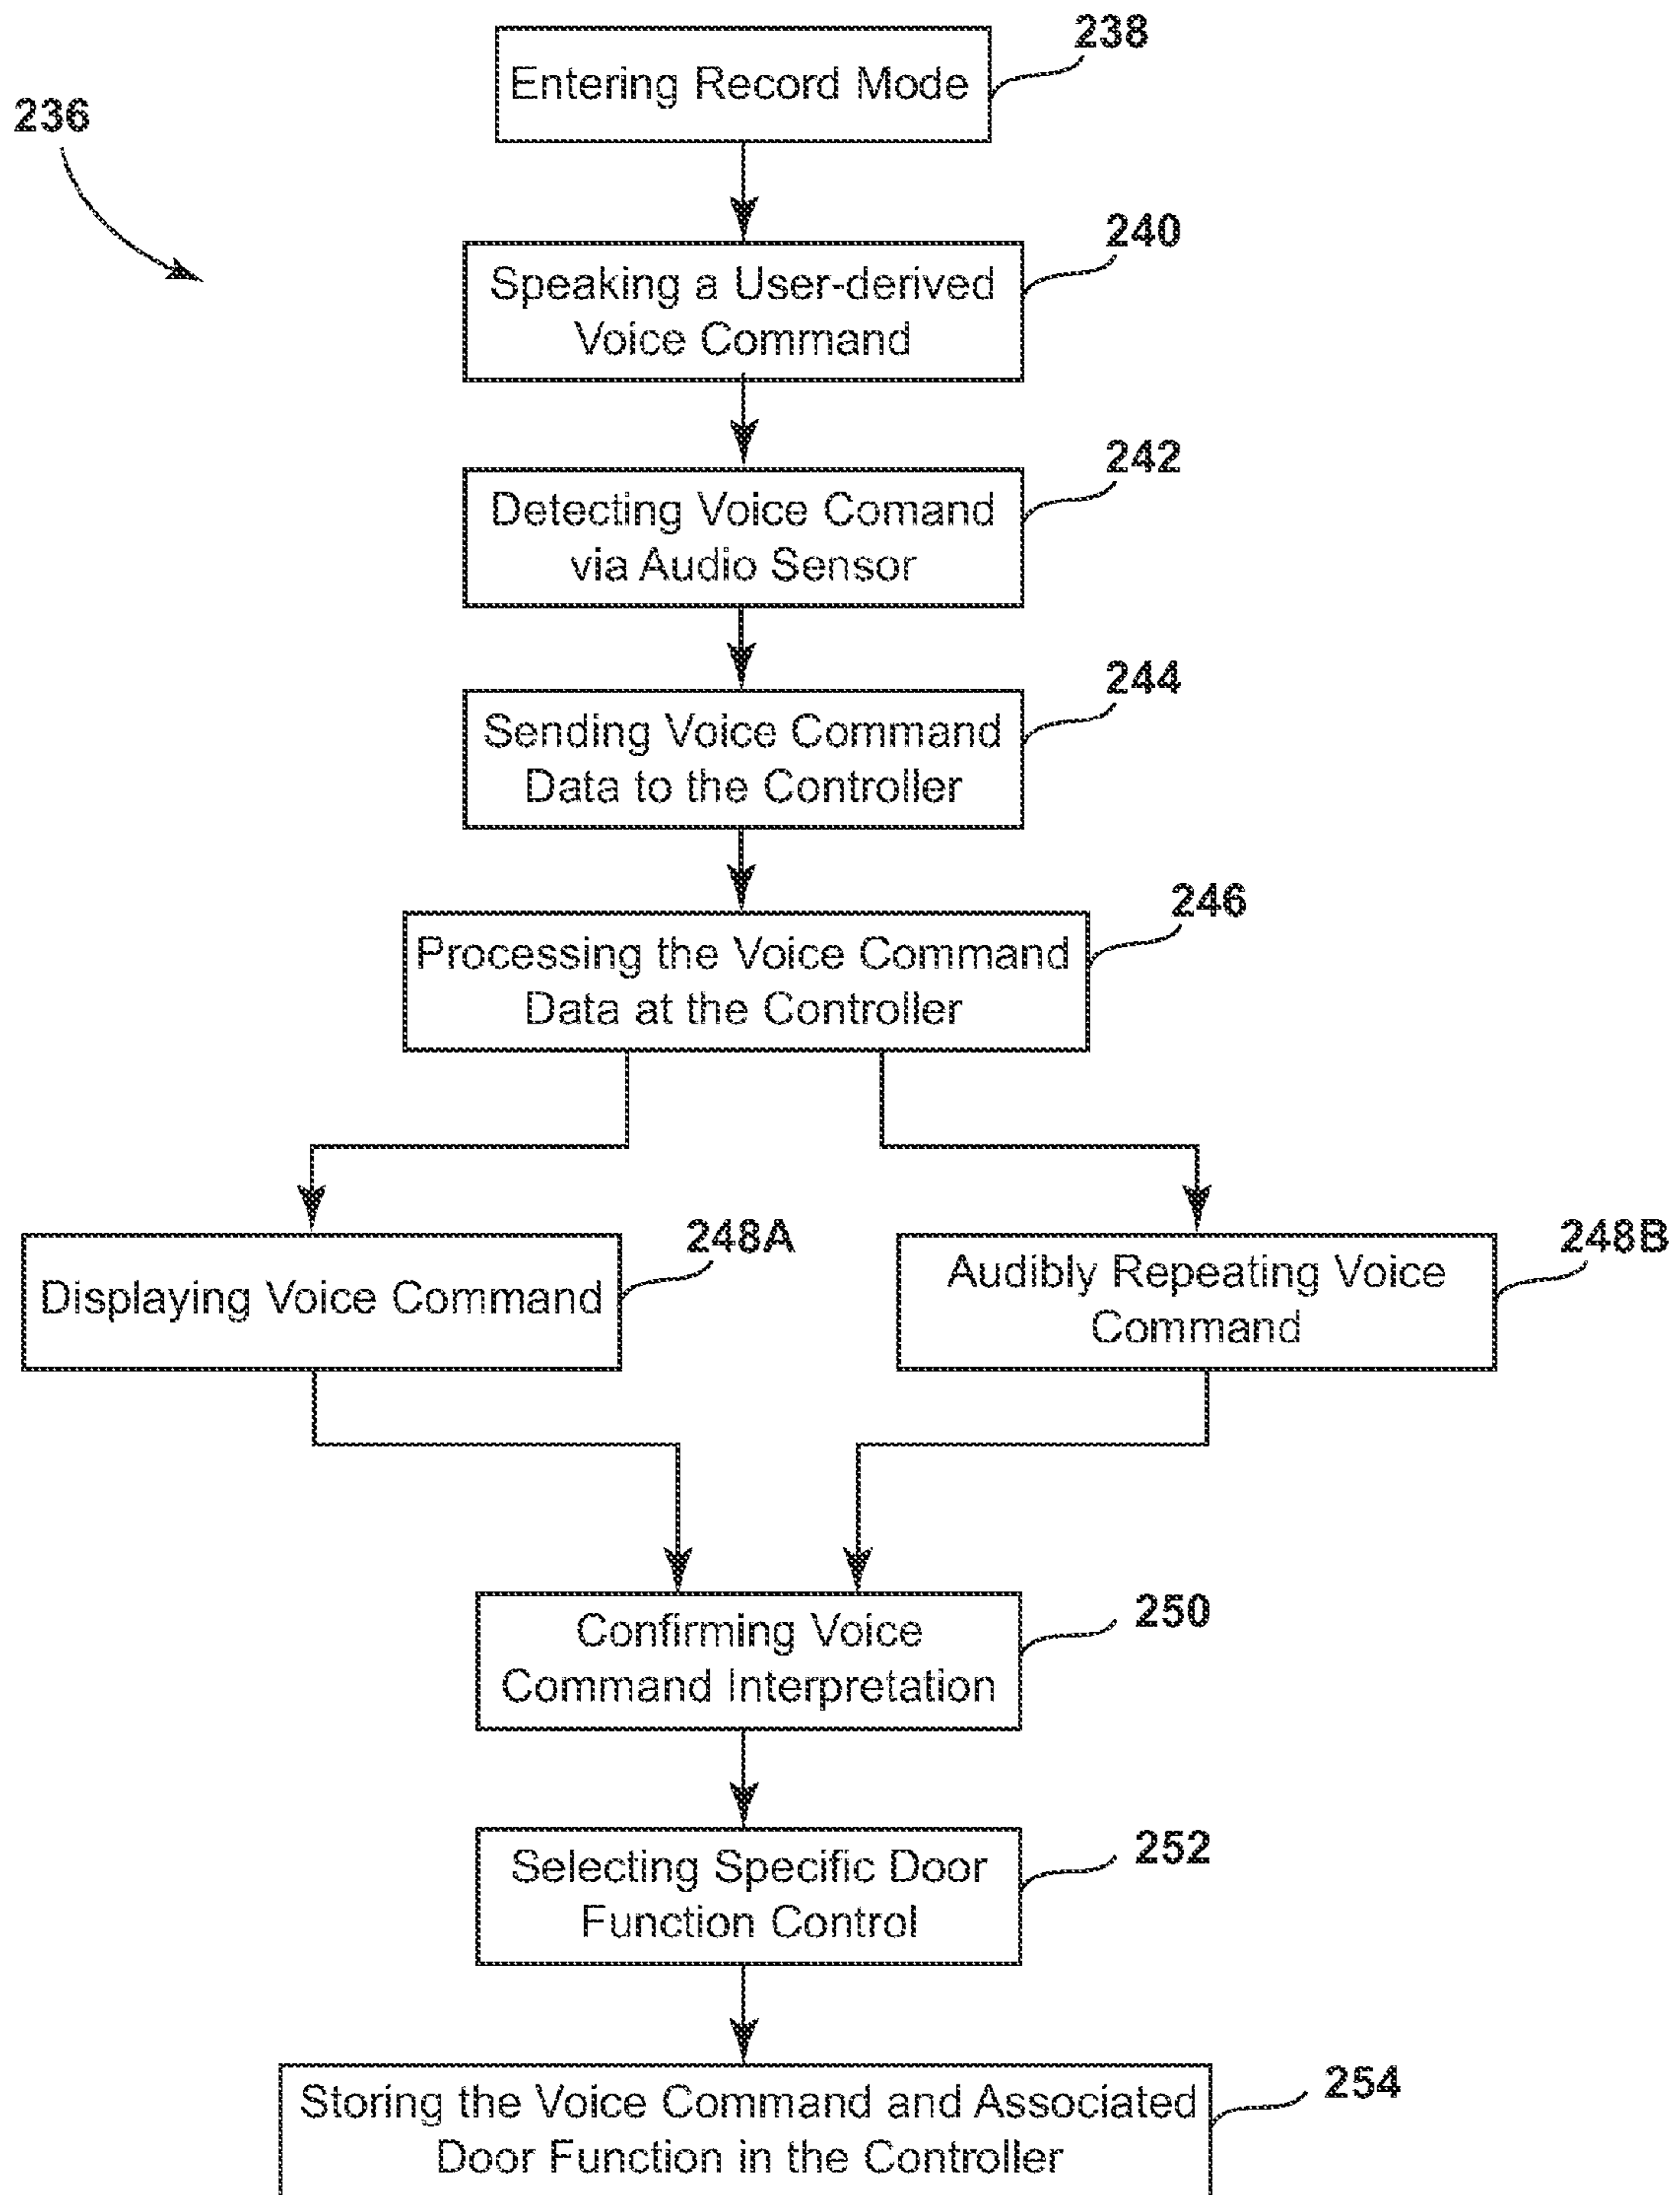 238
Entering Record Mode
236
240
Speaking a User-derived
Voice Command
242
Detecting Voice Comand
via Audio Sensor
244
Sending Voice Command
Data to the Controller
246
Processing the Voice Command
Data at the Controller
248A
Displaying Voice Command
248B
Audibly Repeating Voice
Command
250
Confirming Voice
Command Interpretation
252
Selecting Specific Door
Function Control
254
Storing the Voice Command and Associated
Door Function in the Controller